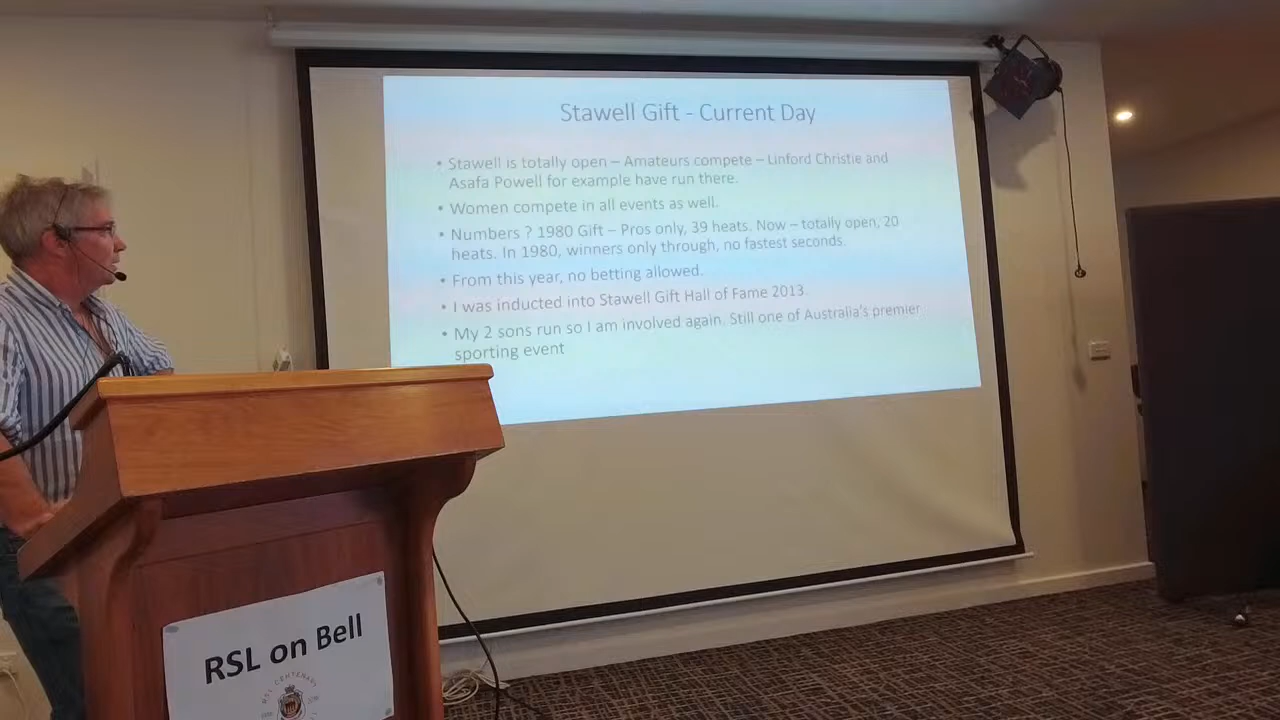 Stawell Gift - Current Day
• Stawell is totally open – Amateurs compete – Linford Christie and
Asafa Powell for example have run there.
• Women compete in all events as well.
• Numbers ? 1980 Gift – Pros only, 39 heats. Now – totally open, 20
heats. In 1980, winners only through, no fastest seconds.
• From this year, no betting allowed.
• I was inducted into Stawell Gift Hall of Fame 2013.
• My 2 sons run so I am involved again. Still one of Australia's premier
sporting event
RSL on Bell
RSL CENTENARY